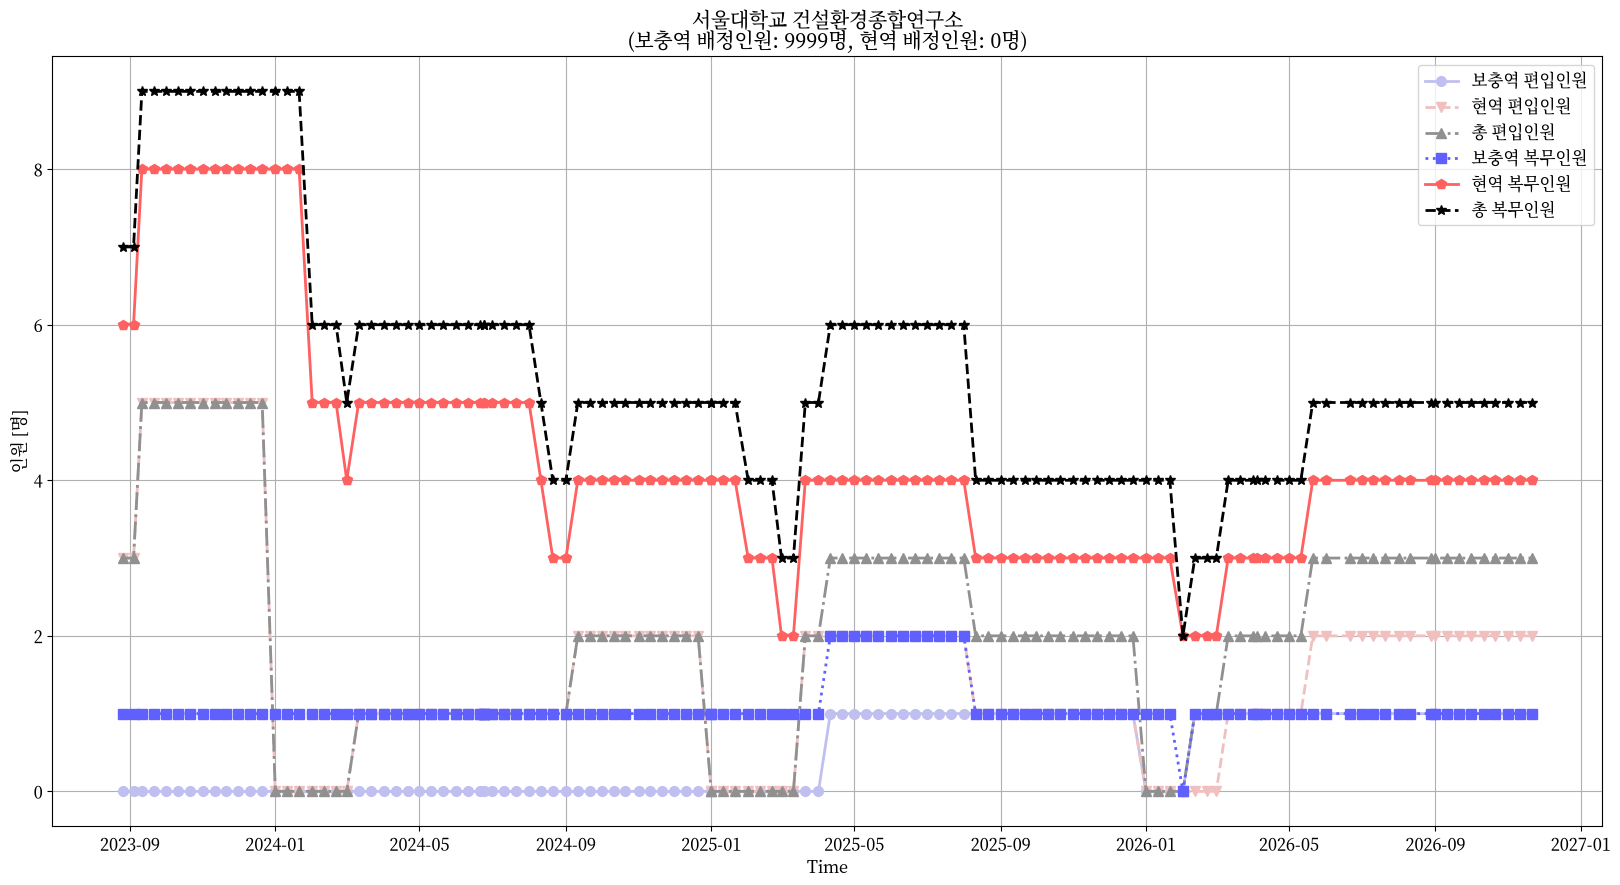 서울대학교 건설환경종합연구소
(보충역 배정인원: 9999명, 현역 배정인원: 0명)
보충역 편입인원
현역 편입인원
총 편입인원
보충역 복무인원
현역 복무인원
총 복무인원
인원 [명]
8
6
4
2
0
2023-09
2024-01
2024-05
2024-09
2025-01
2025-05
2025-09
2026-01
2026-05
2026-09
2027-01
Time